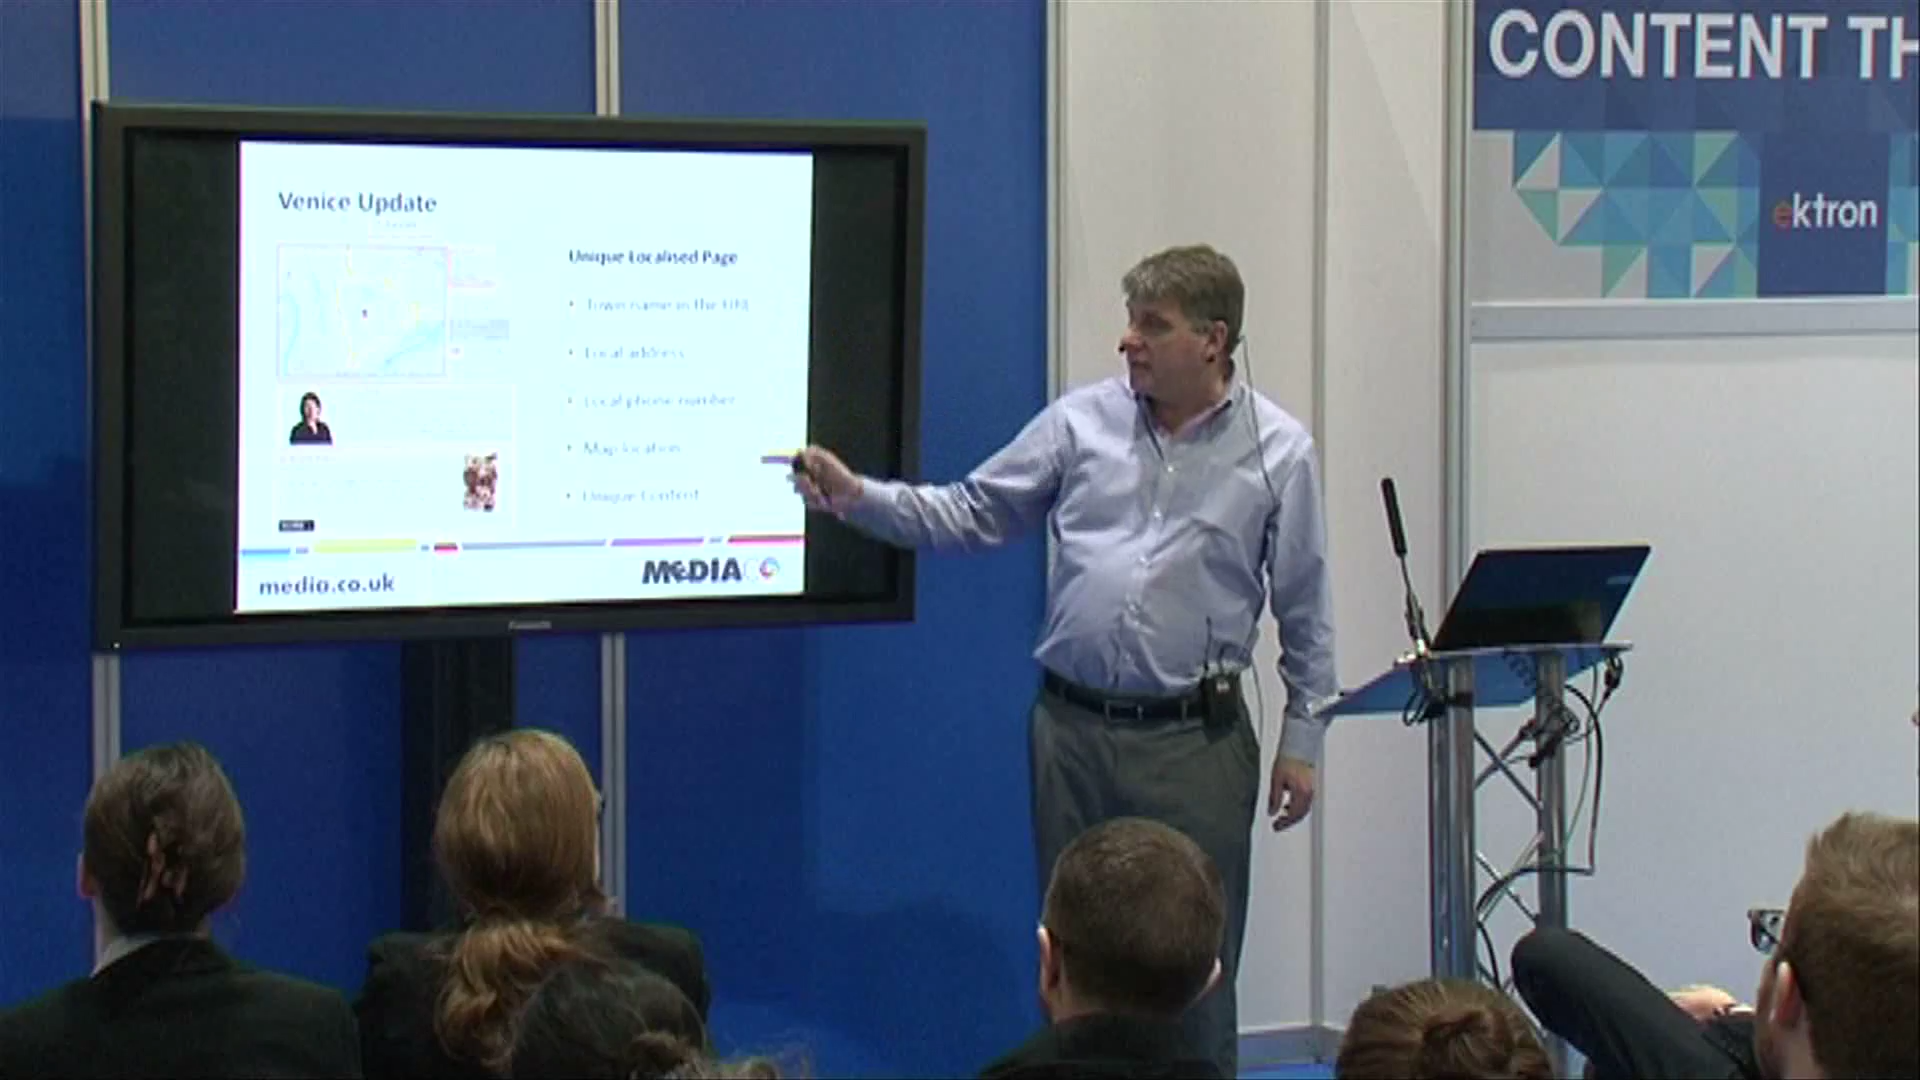 CONTENT TH
ektron
Venice Update
Unique Localised Page
• Town name in the URL
• Local address
• Local phone number
• Map location
• Unique Content
media.co.uk
MEDIACO